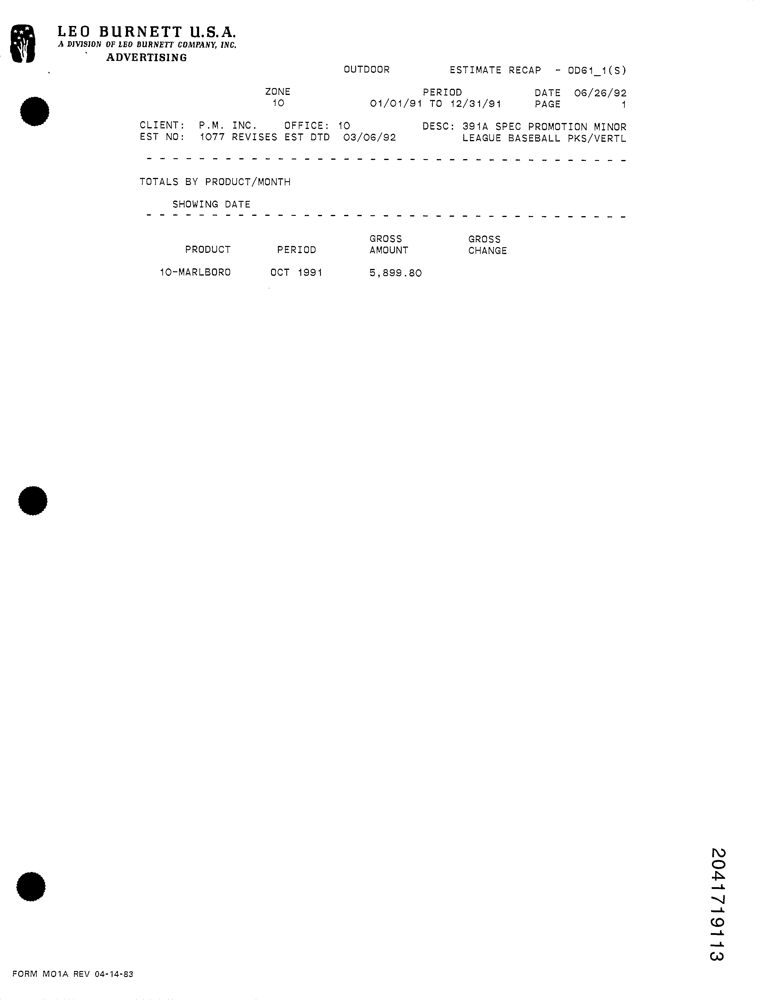 LEO BURNETT U.S.A.
A DIVISION OF LEO BURNETT COMPANY, INC.
ADVERTISING
OUTDOOR ESTIMATE RECAP - OD61_1(S)
ZONE PERIOD DATE 06/26/92
10 01/01/91 TO 12/31/91 PAGE 1
CLIENT: P.M. INC. OFFICE: 10 DESC: 391A SPEC PROMOTION MINOR
EST NO: 1077 REVISES EST DTD 03/06/92 LEAGUE BASEBALL PKS/VERTL
- - - - - - - - - - - - - - - - - - - - - - - - - - - - - - - - - - - - - - -
TOTALS BY PRODUCT/MONTH
SHOWING DATE
- - - - - - - - - - - - - - - - - - - - - - - - - - - - - - - - - - - - - - -
GROSS GROSS
PRODUCT PERIOD AMOUNT CHANGE
10-MARLBORO OCT 1991 5,899.80
2041719113
FORM MO1A REV 04-14-83